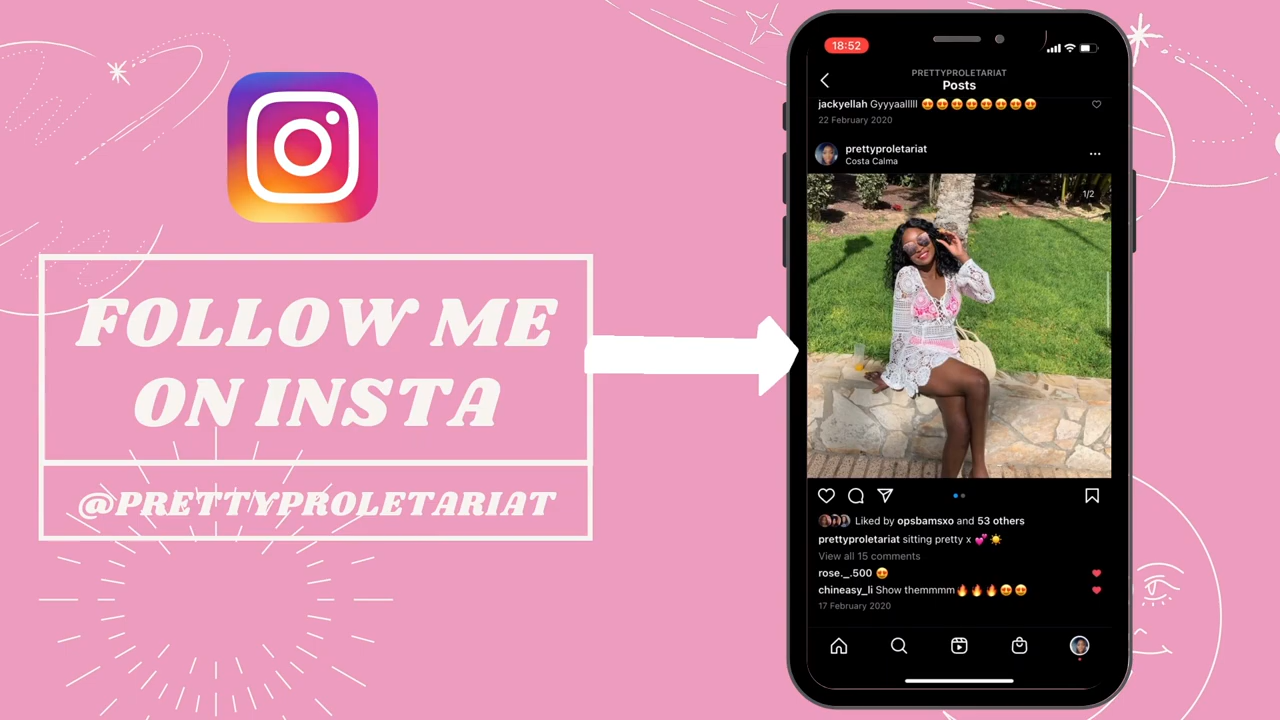 FOLLOW ME
ON INSTA
@PRETTYPROLETARIAT
18:52
PRETTYPROLETARIAT
Posts
jackyellah Gyyyaalllll 😍😍😍😍😍😍😍😍
22 February 2020
prettyproletariat
Costa Calma
1/2
Liked by opsbamsxo and 53 others
prettyproletariat sitting pretty x 💞☀️
View all 15 comments
rose._.500 😍
chineasy_li Show themmmm🔥🔥🔥😍😍
17 February 2020